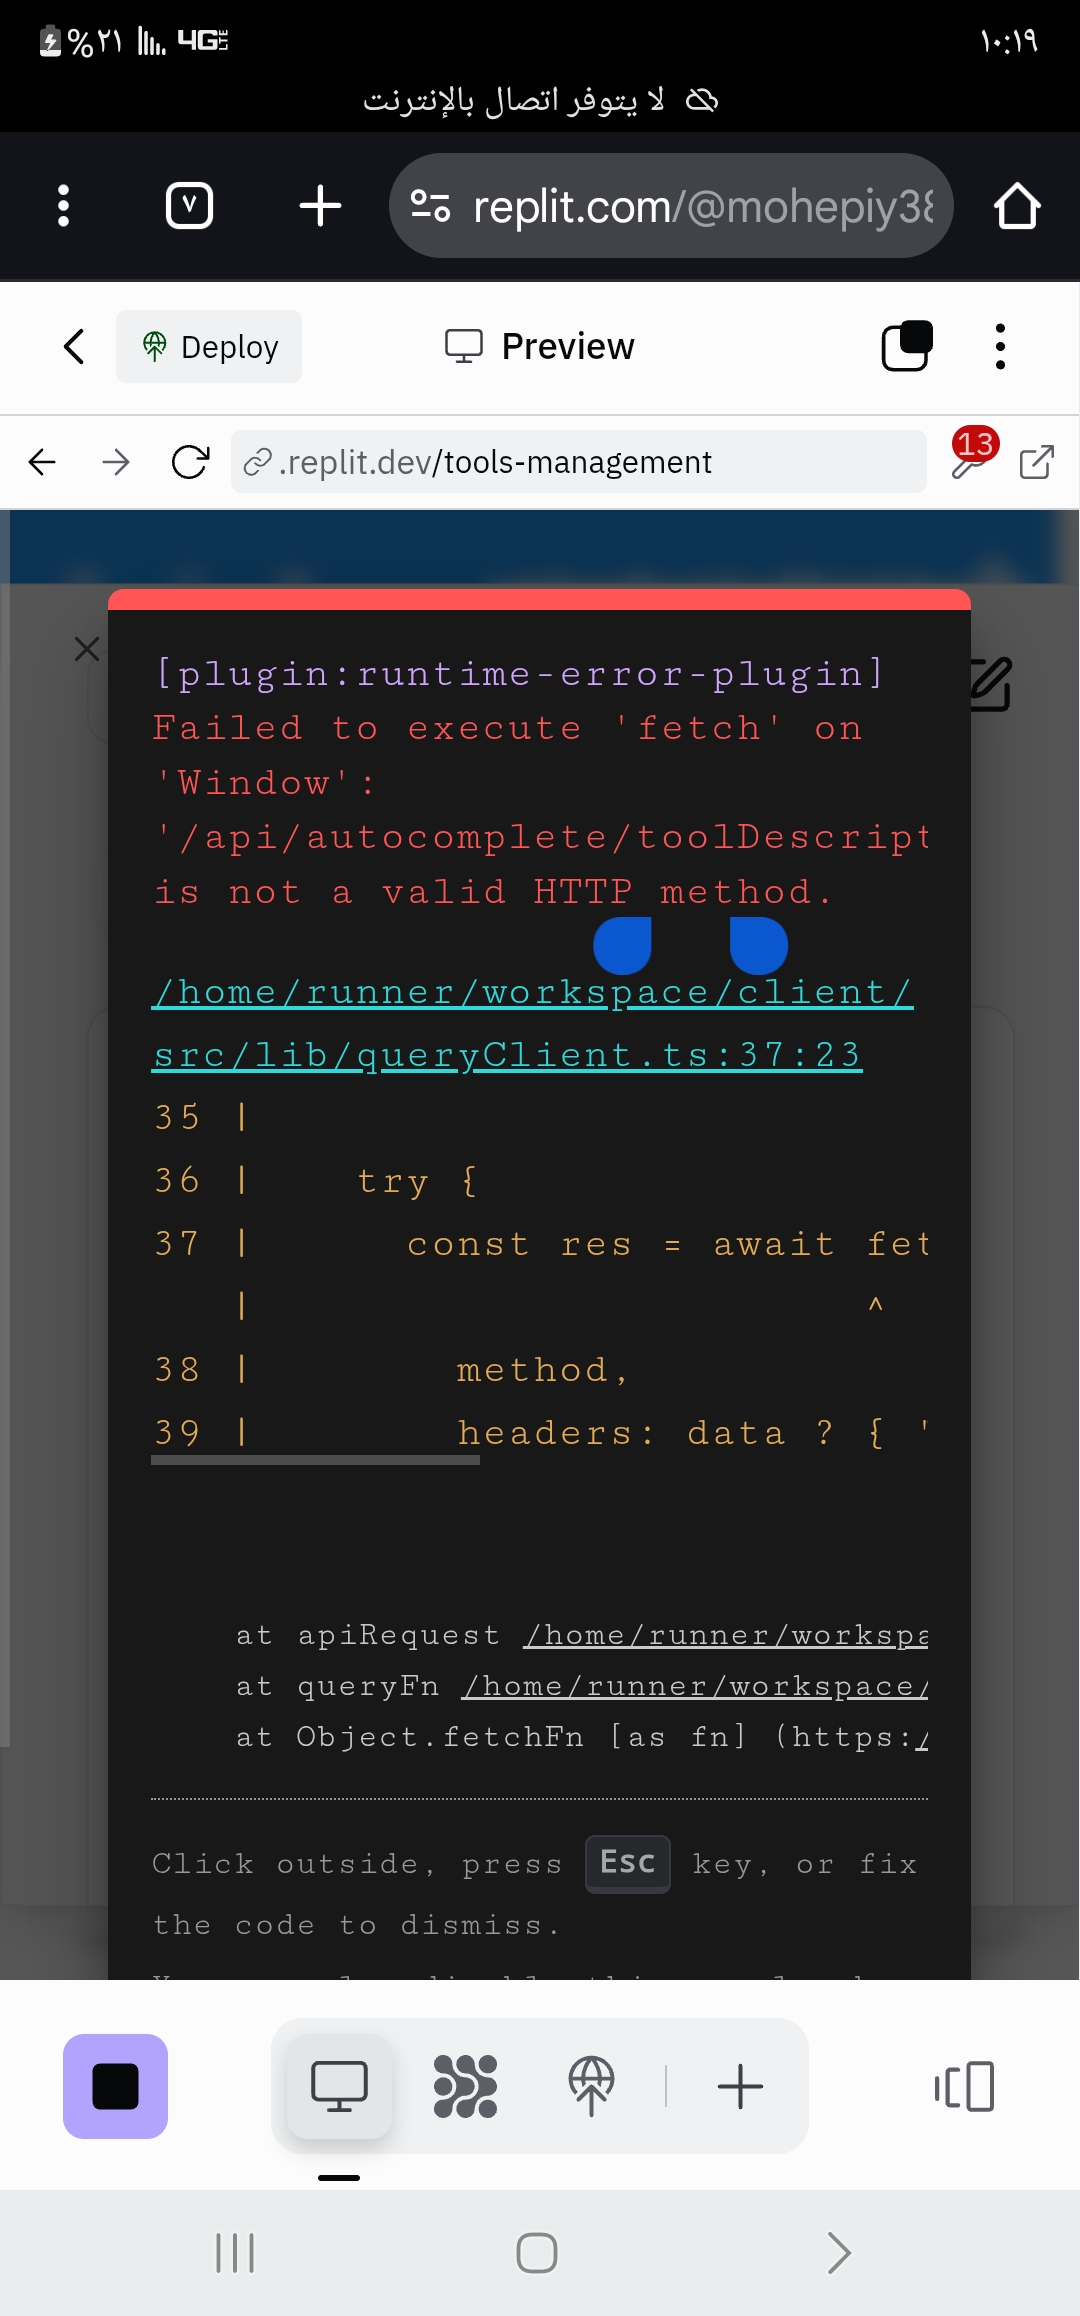 %٢١ 4G LTE ١٠:١٩
لا يتوفر اتصال بالإنترنت
٧ replit.com/@mohepiy38
Deploy Preview
.replit.dev/tools-management 13
[plugin:runtime-error-plugin]
Failed to execute 'fetch' on
'Window':
'/api/autocomplete/toolDescript
is not a valid HTTP method.
/home/runner/workspace/client/
src/lib/queryClient.ts:37:23
35 |
36 | try {
37 | const res = await fet
| ^
38 | method,
39 | headers: data ? { '
at apiRequest /home/runner/workspa
at queryFn /home/runner/workspace/
at Object.fetchFn [as fn] (https:/
Click outside, press Esc key, or fix
the code to dismiss.